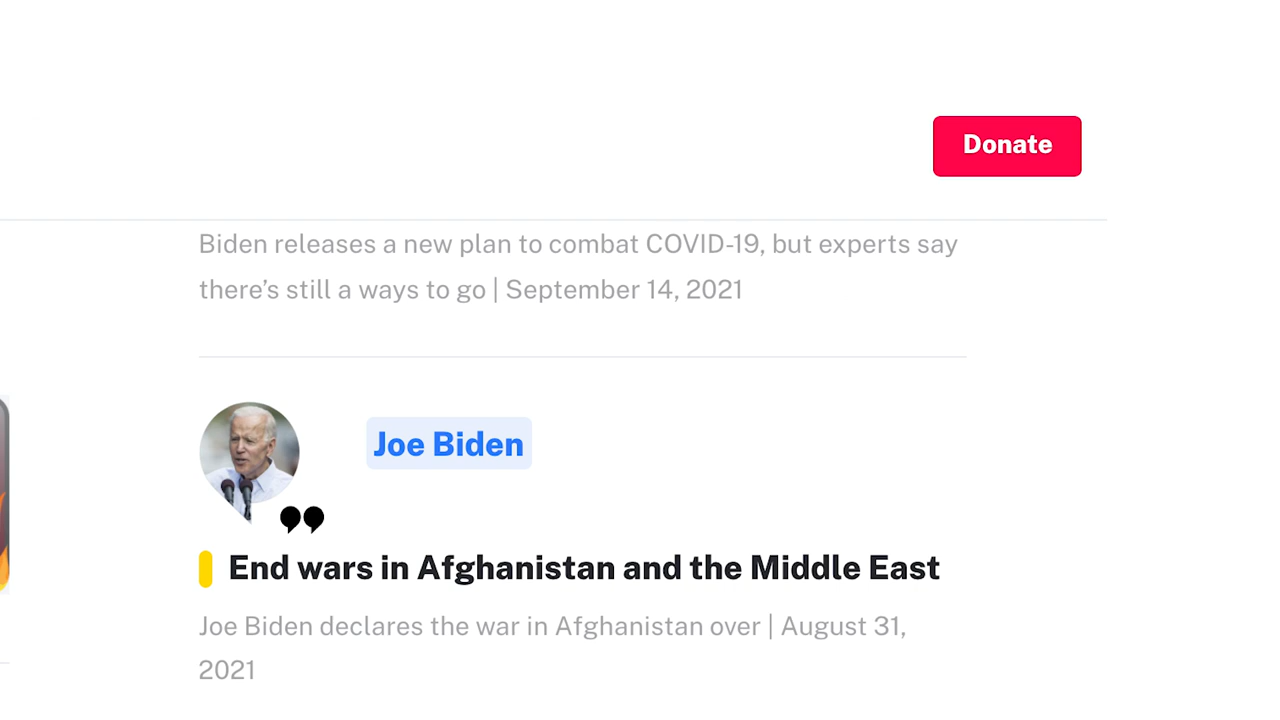 Donate
Biden releases a new plan to combat COVID-19, but experts say
there’s still a ways to go | September 14, 2021
Joe Biden
End wars in Afghanistan and the Middle East
Joe Biden declares the war in Afghanistan over | August 31,
2021